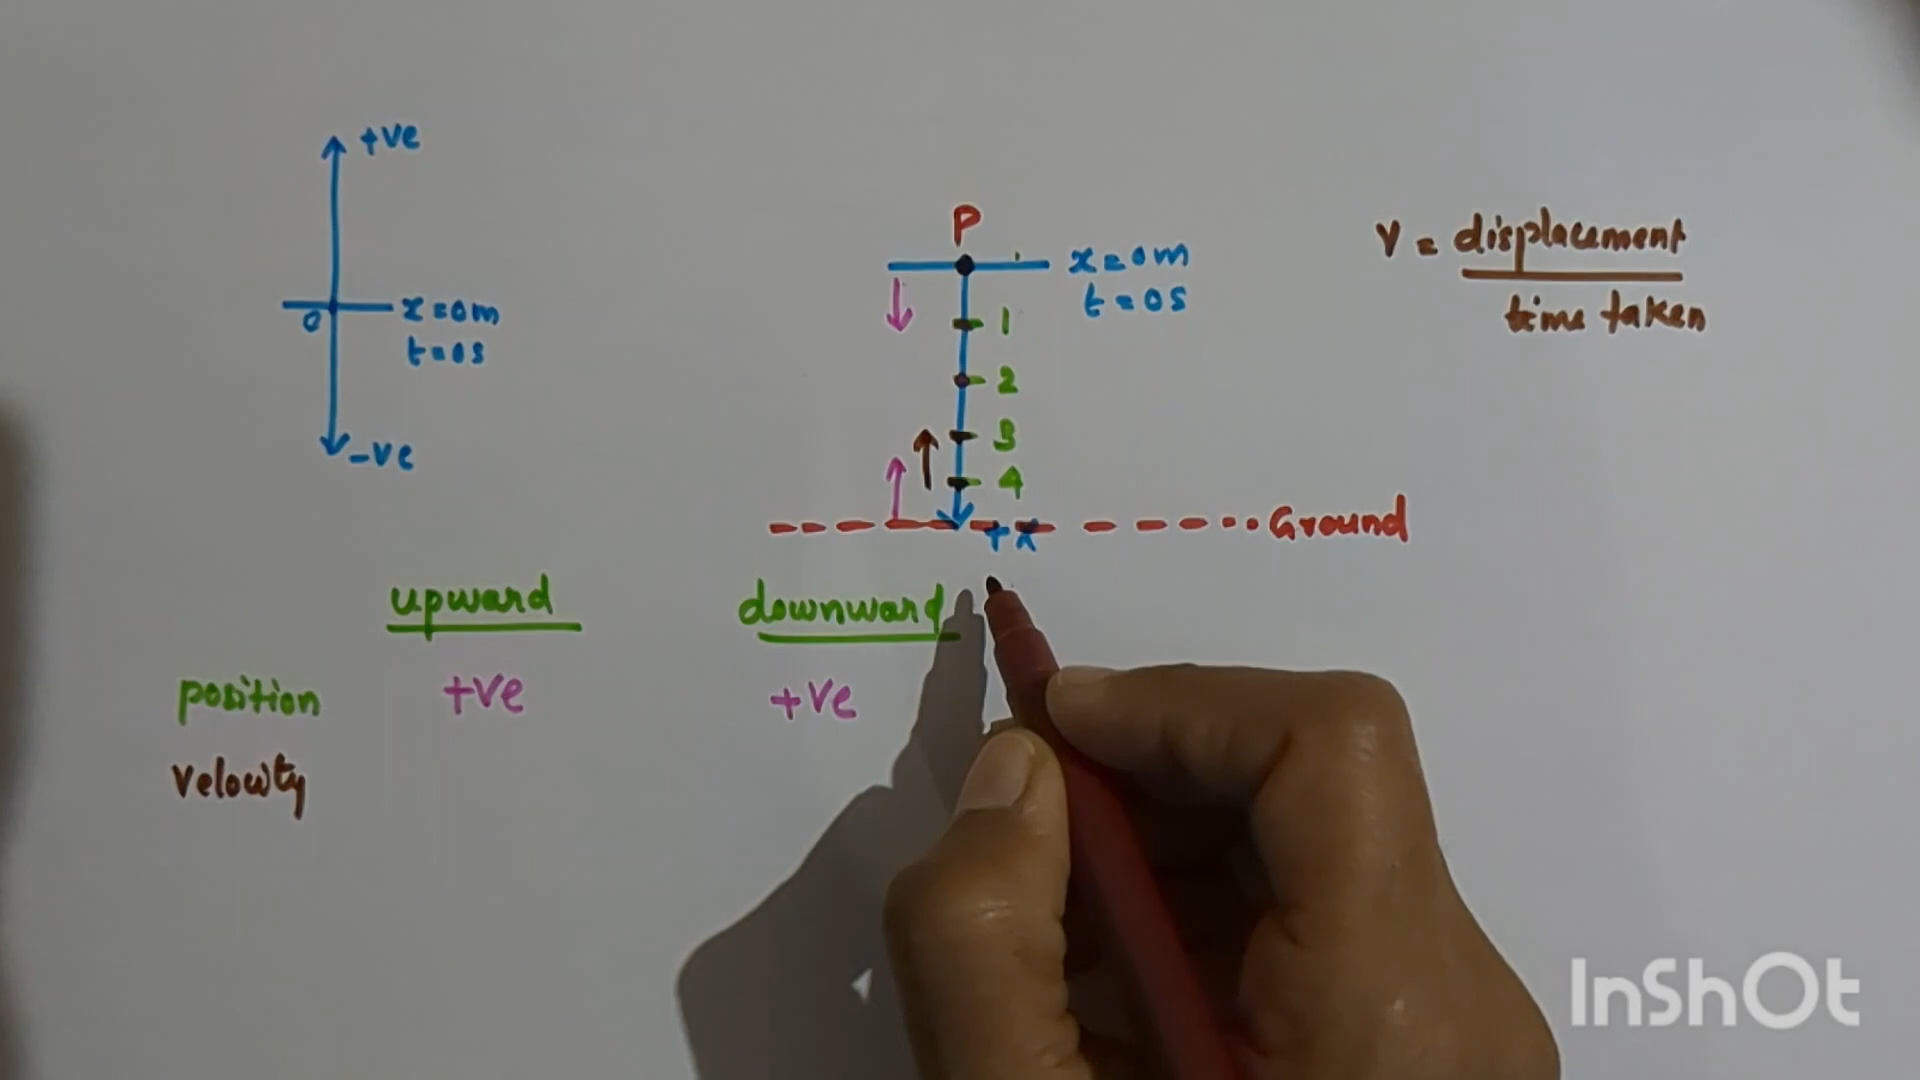 +ve
O
x=0m
t=0s
-ve
P
x=0m
t=0s
1
2
3
4
+x
Ground
V = displacement
time taken
upward
downward
position +ve +ve
velocity
InShOt